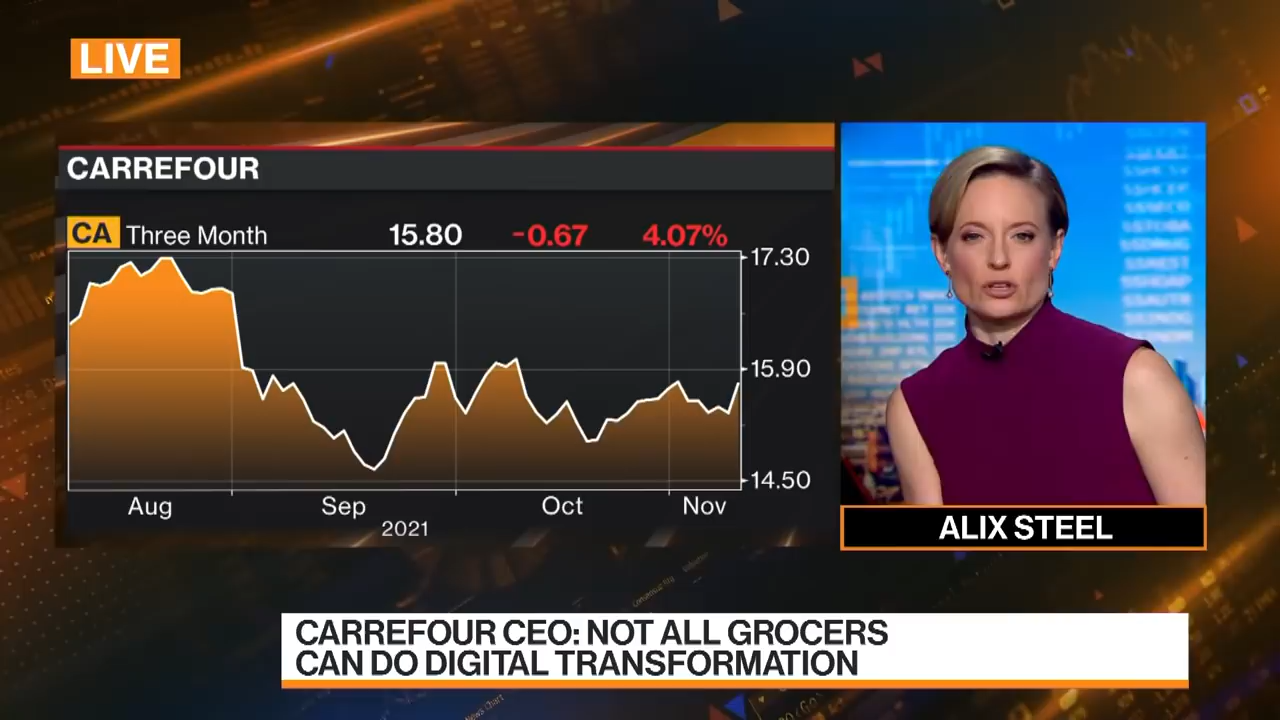 LIVE
CARREFOUR
CA Three Month 15.80 -0.67 4.07%
17.30
15.90
14.50
Aug Sep Oct Nov
2021
ALIX STEEL
CARREFOUR CEO: NOT ALL GROCERS
CAN DO DIGITAL TRANSFORMATION